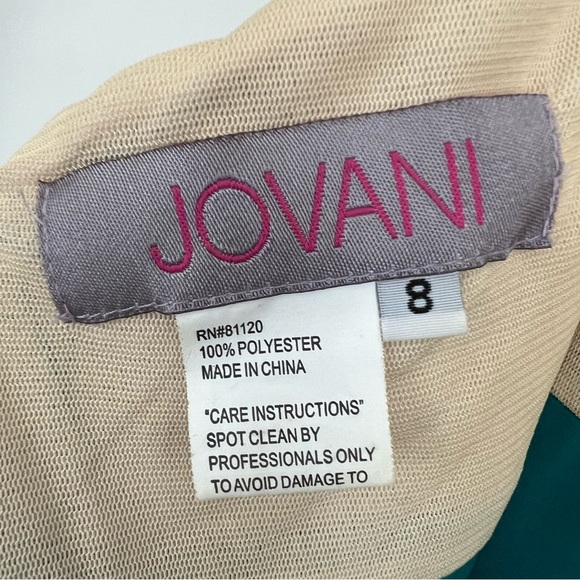 JOVANI
8
RN#81120
100% POLYESTER
MADE IN CHINA
"CARE INSTRUCTIONS"
SPOT CLEAN BY
PROFESSIONALS ONLY
TO AVOID DAMAGE TO